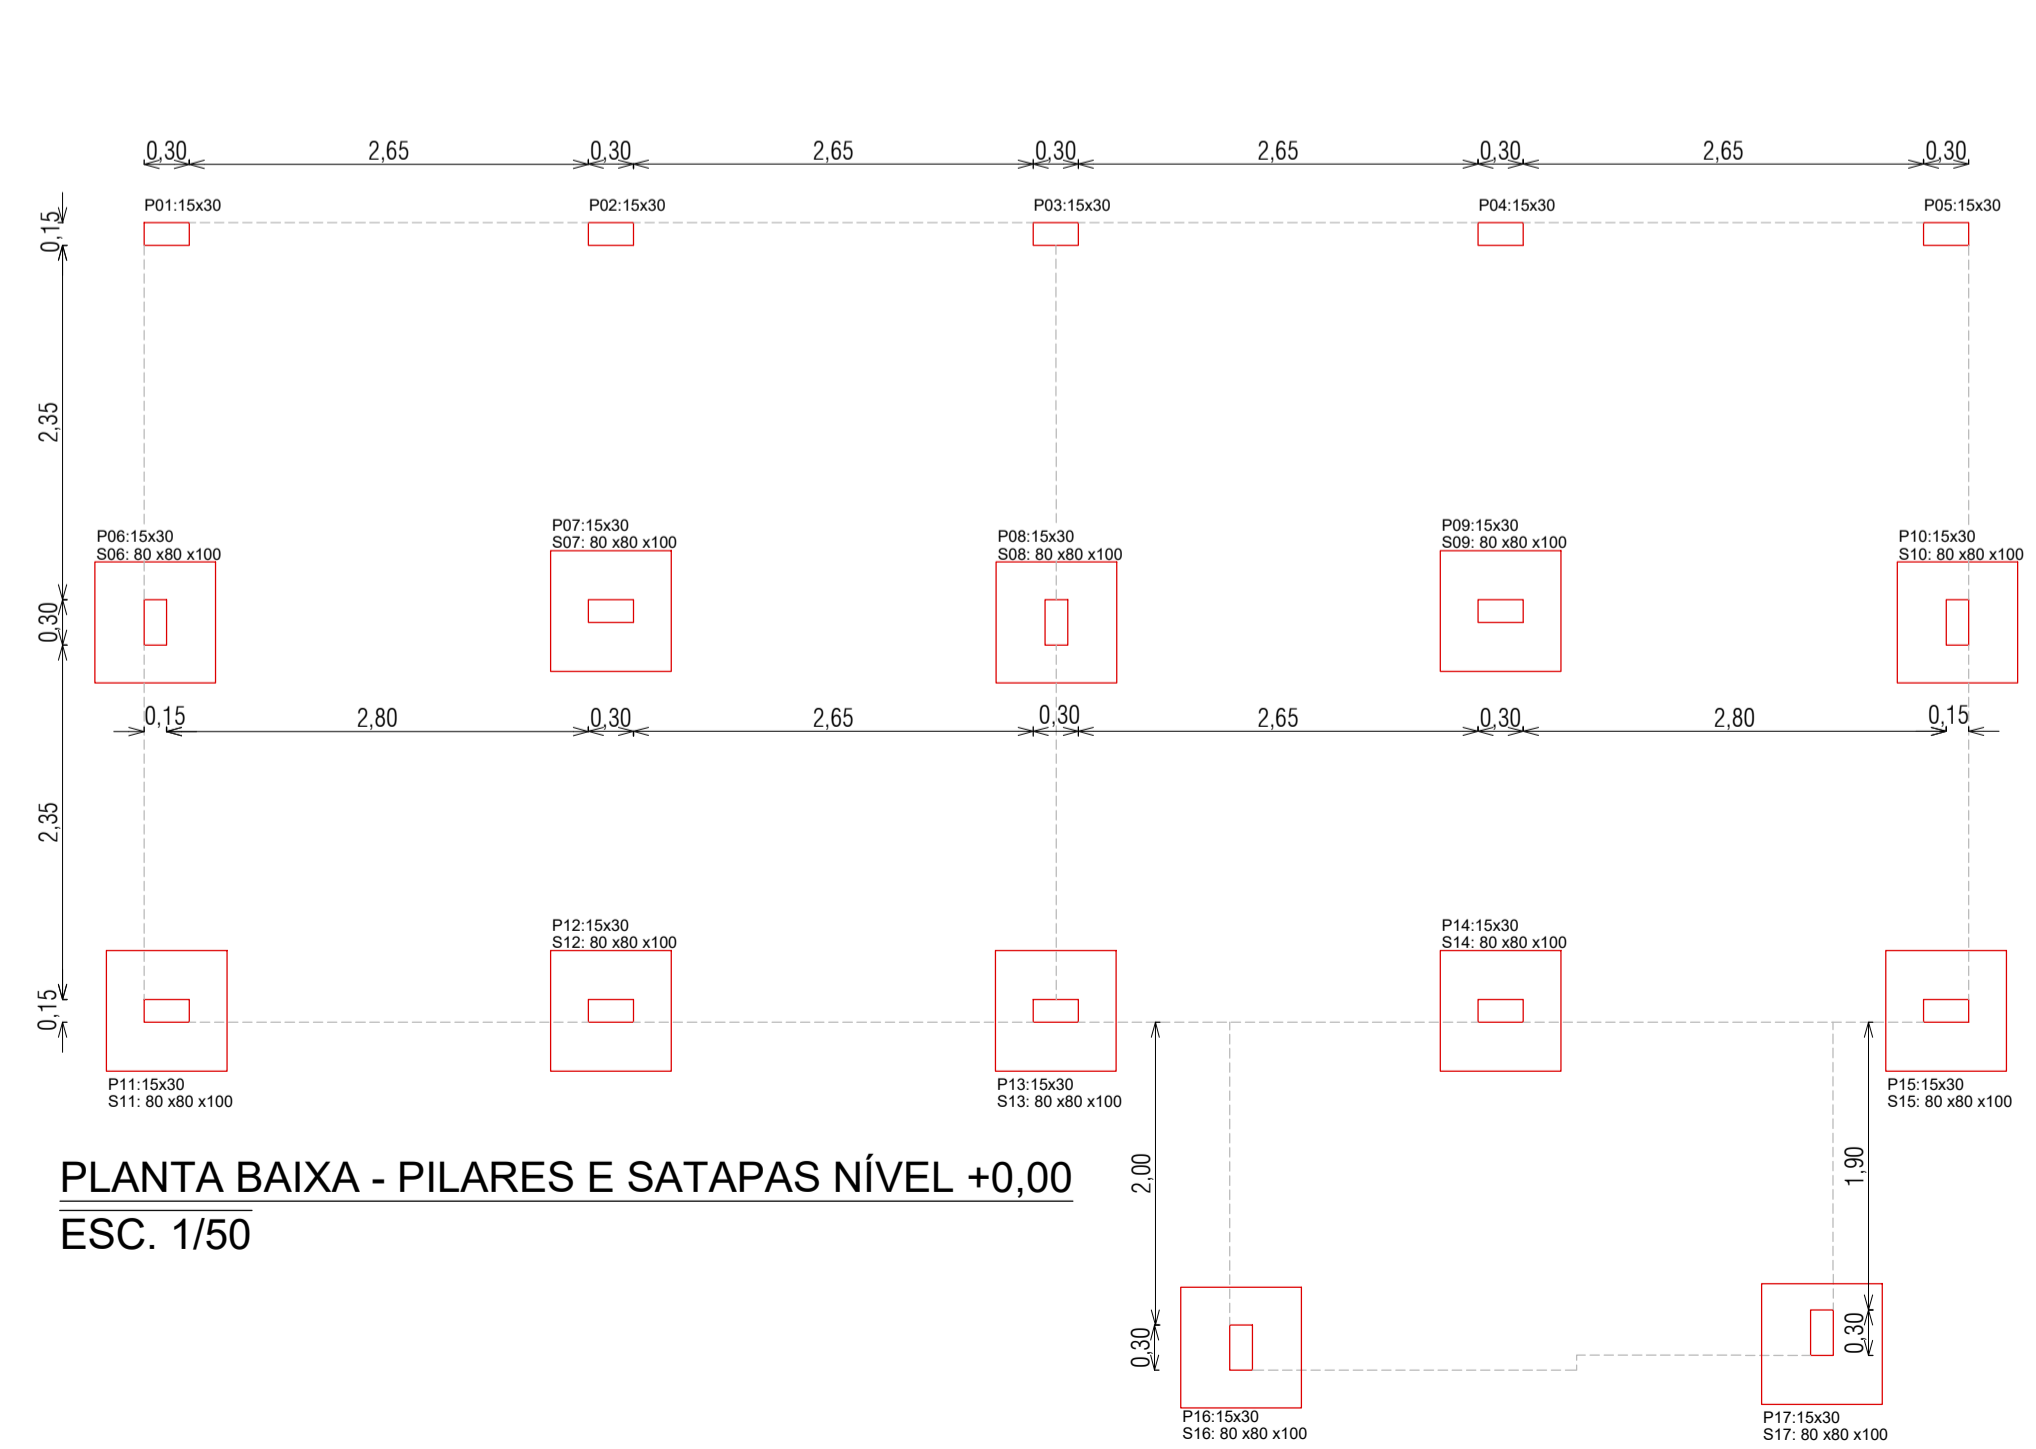 0,30 2,65 0,30 2,65 0,30 2,65 0,30 2,65 0,30
0,15
P01:15x30
P02:15x30
P03:15x30
P04:15x30
P05:15x30
2,35
P06:15x30
S06: 80 x80 x100
P07:15x30
S07: 80 x80 x100
P08:15x30
S08: 80 x80 x100
P09:15x30
S09: 80 x80 x100
P10:15x30
S10: 80 x80 x100
0,30
0,15 2,80 0,30 2,65 0,30 2,65 0,30 2,80 0,15
2,35
P12:15x30
S12: 80 x80 x100
P14:15x30
S14: 80 x80 x100
0,15
P11:15x30
S11: 80 x80 x100
P13:15x30
S13: 80 x80 x100
P15:15x30
S15: 80 x80 x100
PLANTA BAIXA - PILARES E SATAPAS NÍVEL +0,00
ESC. 1/50
2,00
1,90
0,30
0,30
P16:15x30
S16: 80 x80 x100
P17:15x30
S17: 80 x80 x100